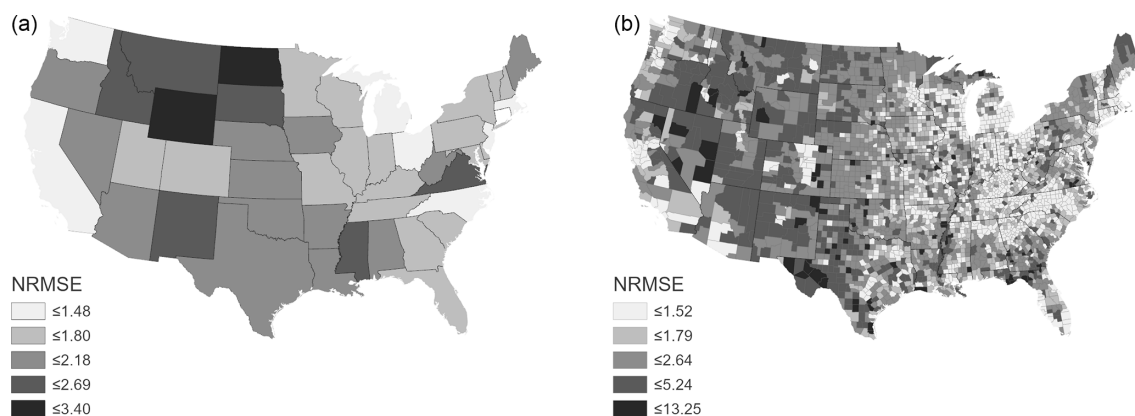 (a)
NRMSE
≤1.48
≤1.80
≤2.18
≤2.69
≤3.40
(b)
NRMSE
≤1.52
≤1.79
≤2.64
≤5.24
≤13.25